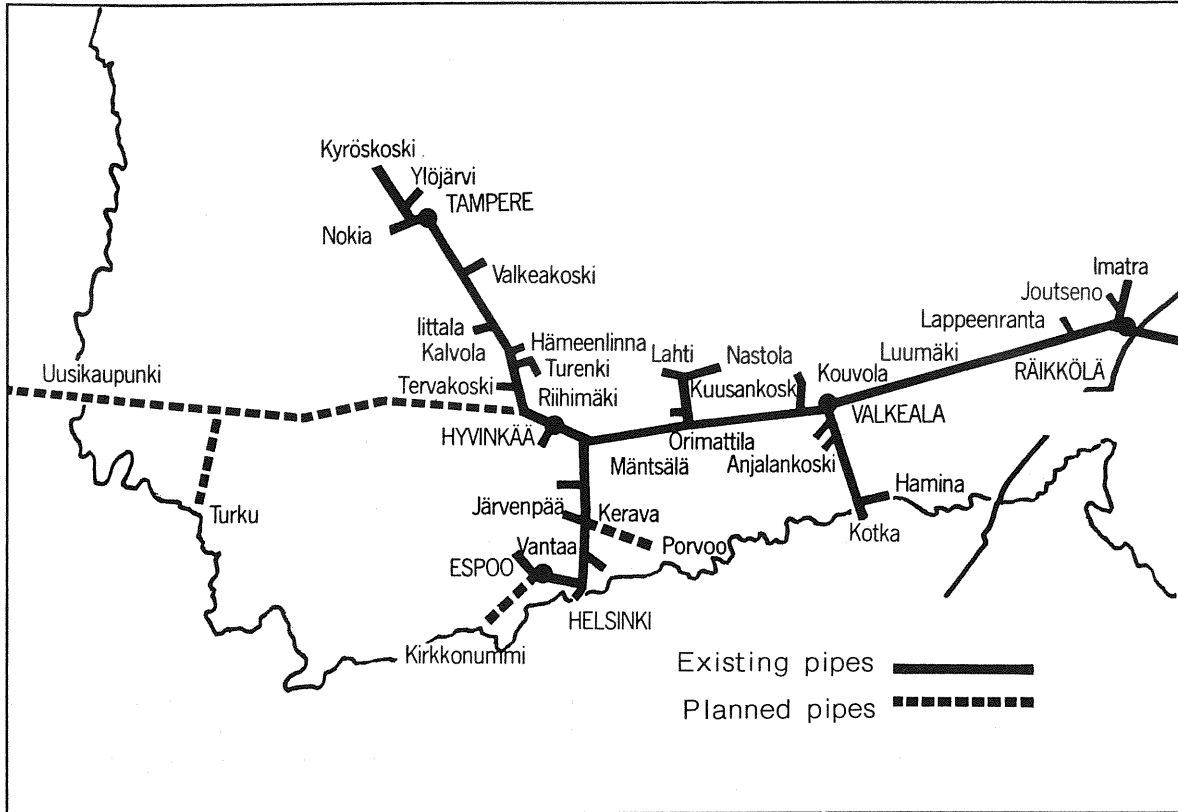 Kyröskoski
Ylöjärvi
TAMPERE
Nokia
Valkeakoski
Imatra
Joutseno
Iittala
Hämeenlinna
Lappeenranta
Kalvola
Lahti
Nastola
Luumäki
Turenki
Kouvola
RÄIKKÖLÄ
Uusikaupunki
Tervakoski
Riihimäki
Kuusankosk
VALKEALA
HYVINKÄÄ
Orimattila
Mäntsälä
Anjalankoski
Hamina
Järvenpää
Kerava
Turku
Kotka
Vantaa
Porvoo
ESPOO
HELSINKI
Kirkkonummi
Existing pipes
Planned pipes